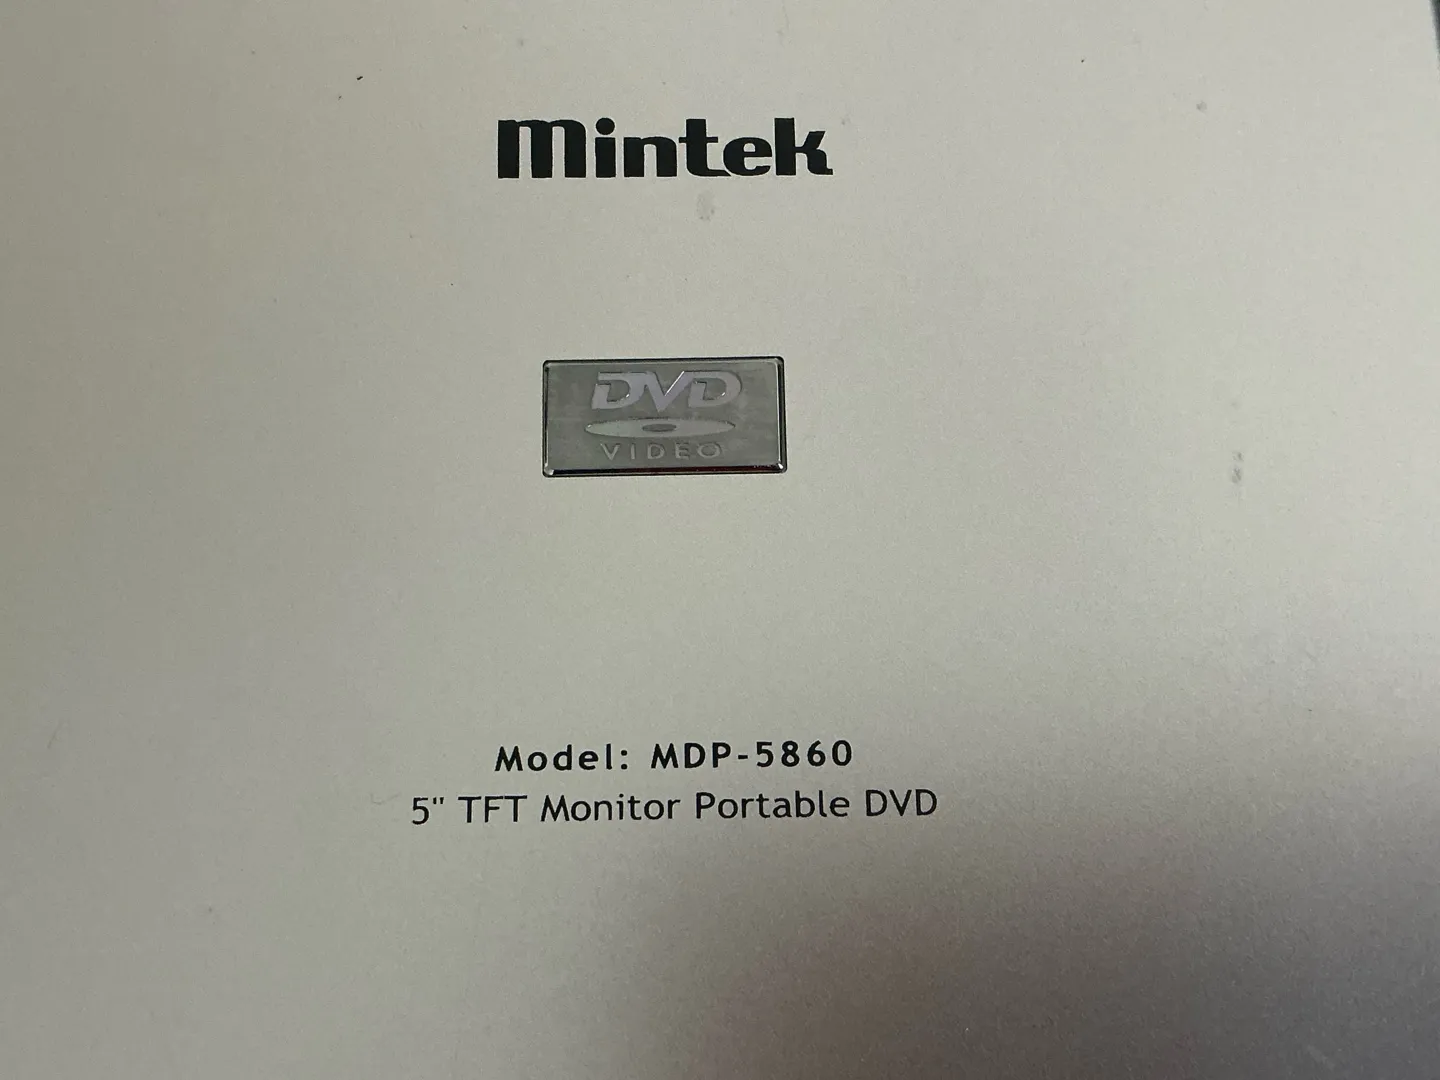 Mintek
DVD
VIDEO
Model: MDP-5860
5" TFT Monitor Portable DVD